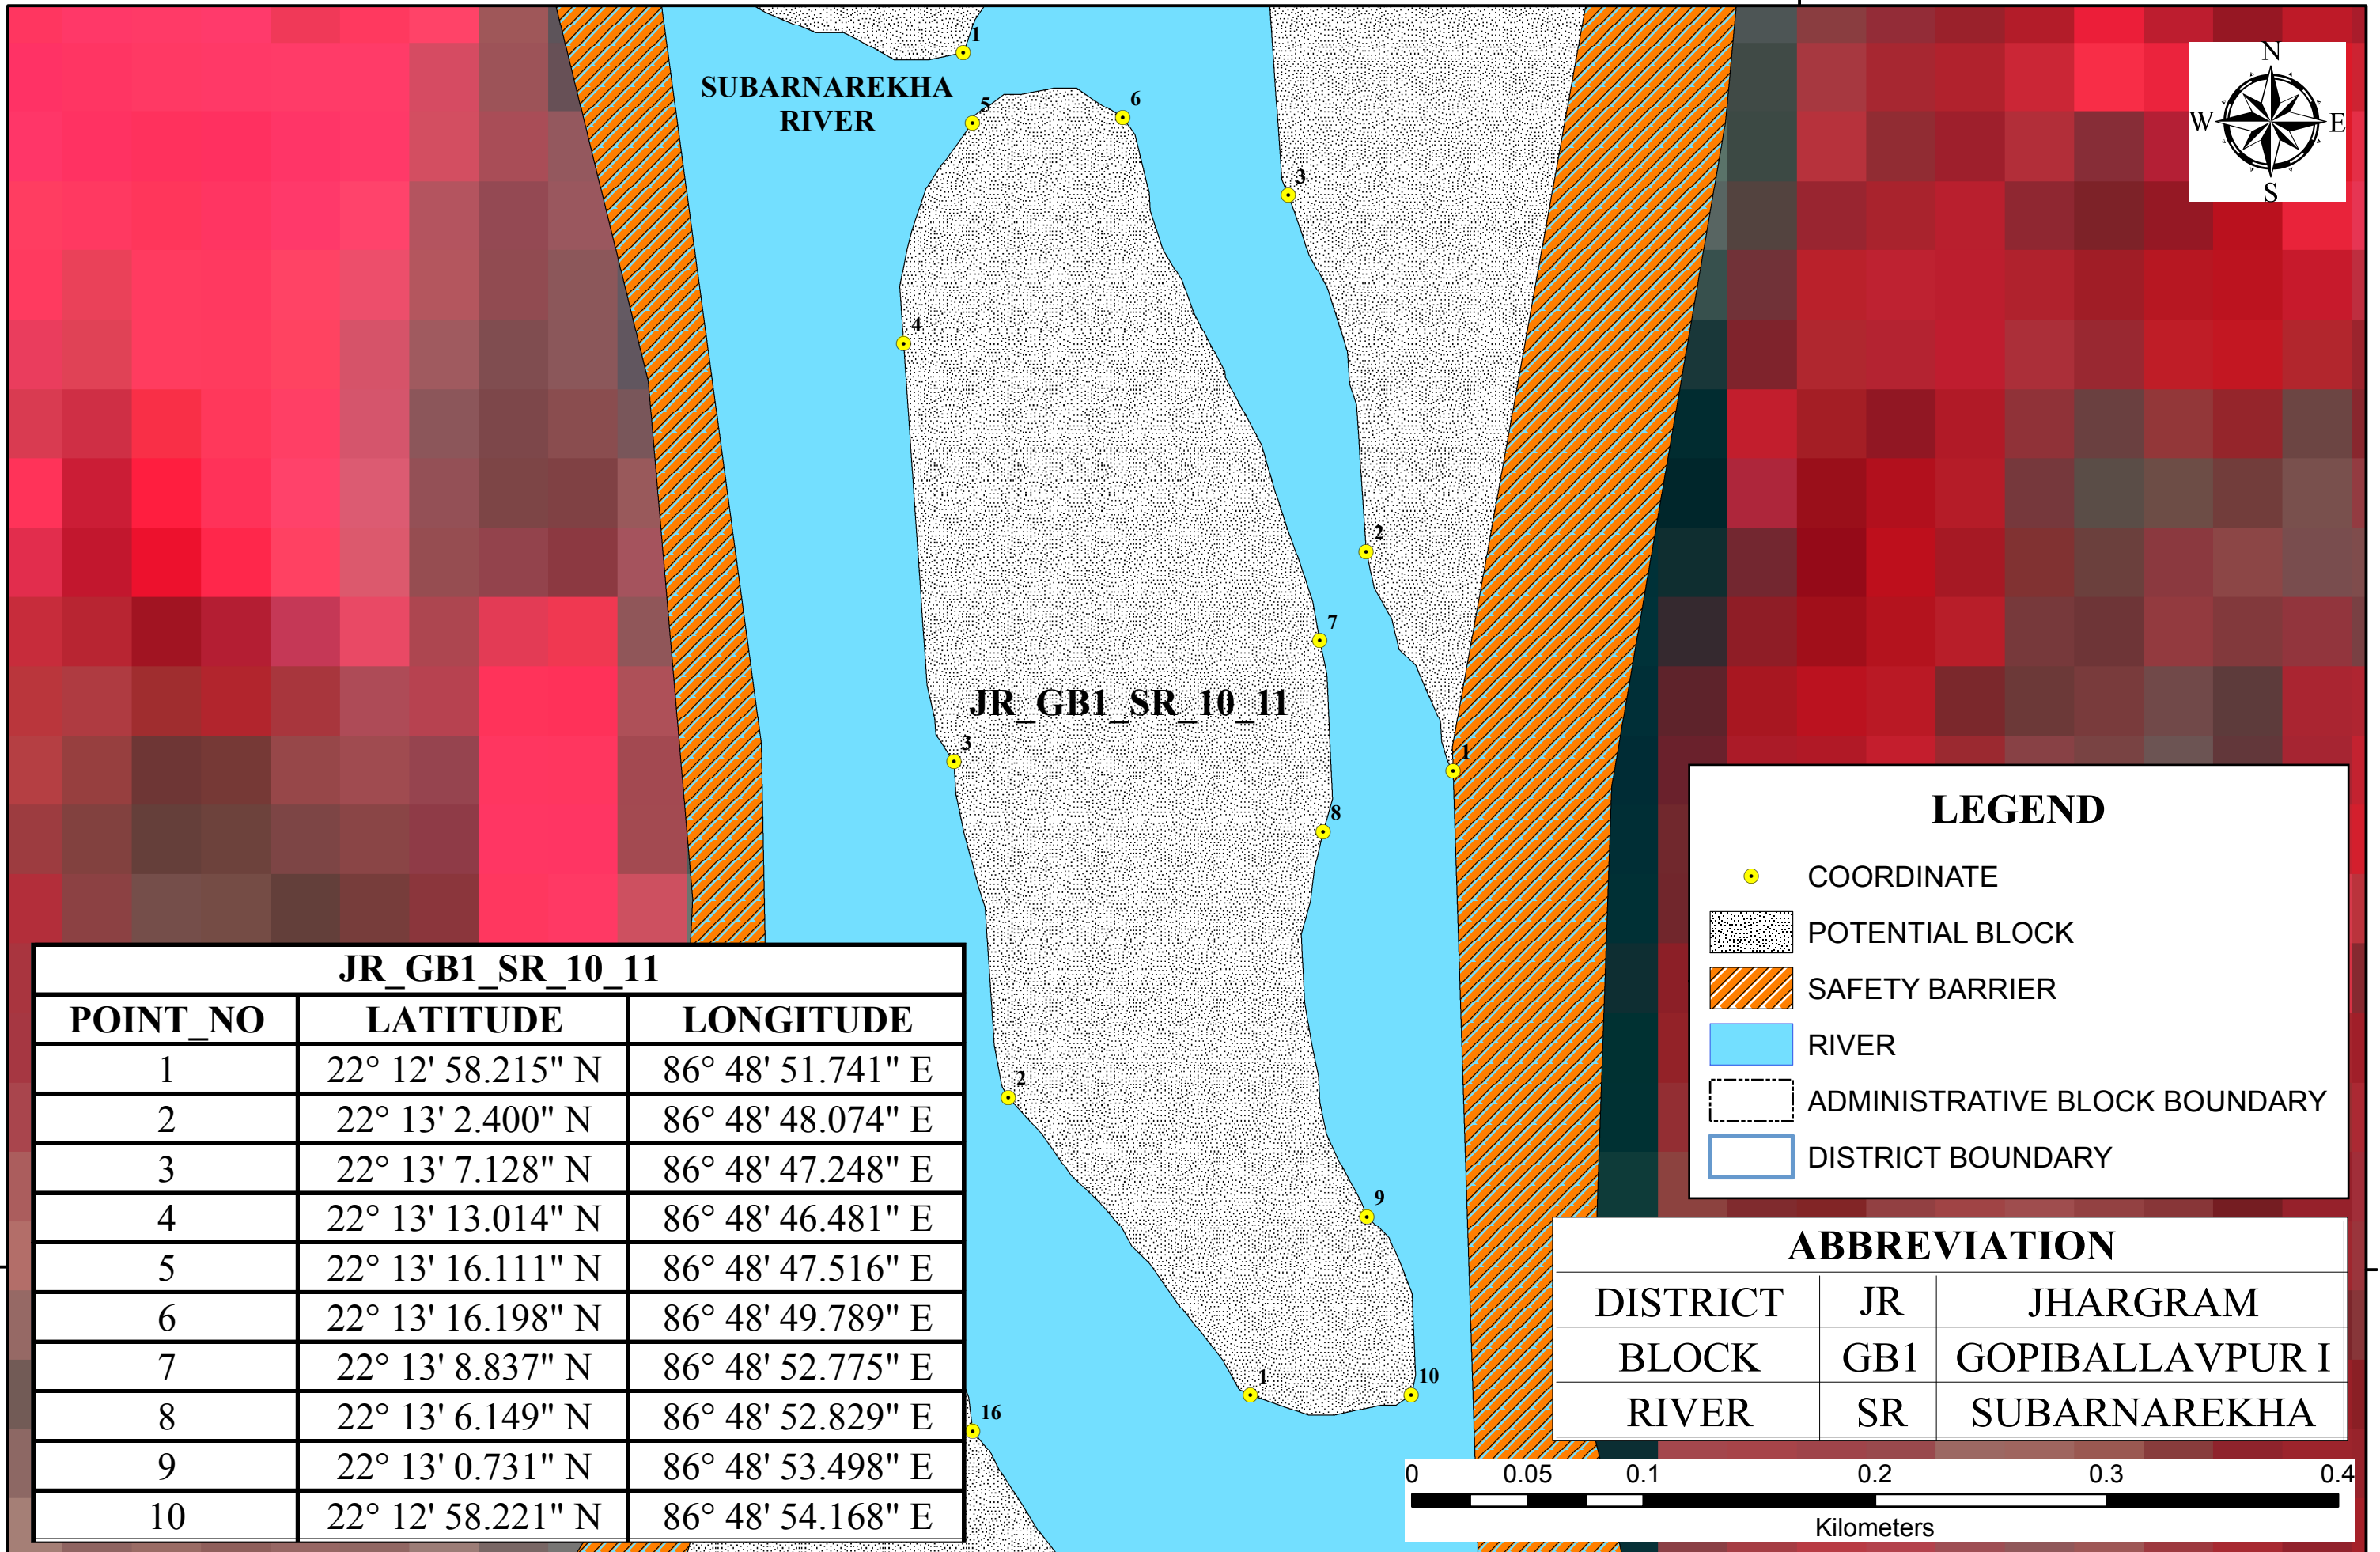 1
SUBARNAREKHA
RIVER
5
6
3
4
2
7
JR_GB1_SR_10_11
3
1
8
2
9
1
10
16
N
W E
S
LEGEND
COORDINATE
POTENTIAL BLOCK
SAFETY BARRIER
RIVER
ADMINISTRATIVE BLOCK BOUNDARY
DISTRICT BOUNDARY
JR_GB1_SR_10_11
POINT_NO LATITUDE LONGITUDE
1 22° 12' 58.215" N 86° 48' 51.741" E
2 22° 13' 2.400" N 86° 48' 48.074" E
3 22° 13' 7.128" N 86° 48' 47.248" E
4 22° 13' 13.014" N 86° 48' 46.481" E
5 22° 13' 16.111" N 86° 48' 47.516" E
6 22° 13' 16.198" N 86° 48' 49.789" E
7 22° 13' 8.837" N 86° 48' 52.775" E
8 22° 13' 6.149" N 86° 48' 52.829" E
9 22° 13' 0.731" N 86° 48' 53.498" E
10 22° 12' 58.221" N 86° 48' 54.168" E
ABBREVIATION
DISTRICT JR JHARGRAM
BLOCK GB1 GOPIBALLAVPUR I
RIVER SR SUBARNAREKHA
0 0.05 0.1 0.2 0.3 0.4
Kilometers